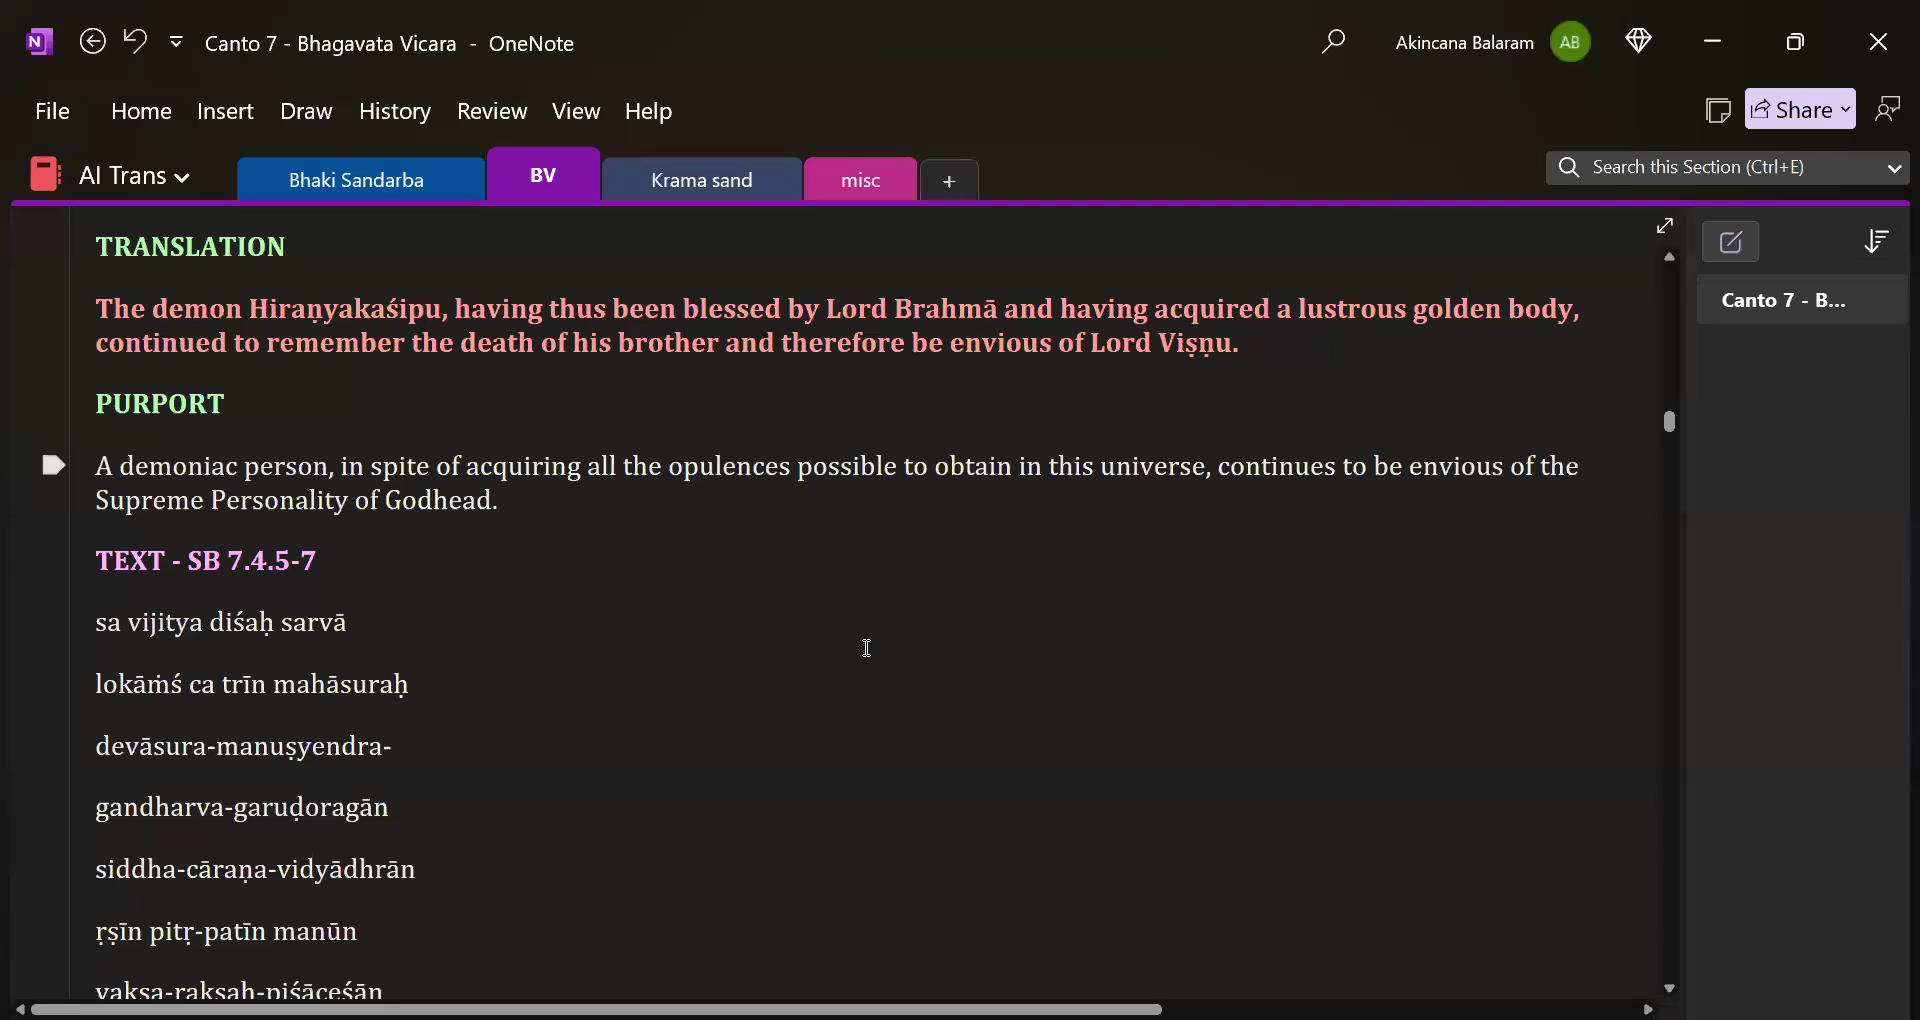 Canto 7 - Bhagavata Vicara - OneNote
Akincana Balaram
AB
File Home Insert Draw History Review View Help
Share
AI Trans
Bhaki Sandarba
BV
Krama sand
misc
+
Search this Section (Ctrl+E)
TRANSLATION
The demon Hiraṇyakaśipu, having thus been blessed by Lord Brahmā and having acquired a lustrous golden body,
continued to remember the death of his brother and therefore be envious of Lord Viṣṇu.
PURPORT
A demoniac person, in spite of acquiring all the opulences possible to obtain in this universe, continues to be envious of the
Supreme Personality of Godhead.
TEXT - SB 7.4.5-7
sa vijitya diśaḥ sarvā
lokāṁś ca trīn mahāsuraḥ
devāsura-manuṣyendra-
gandharva-garuḍoragān
siddha-cāraṇa-vidyādhrān
ṛṣīn pitṛ-patīn manūn
yakṣa-rakṣaḥ-piśāceśān
Canto 7 - B...